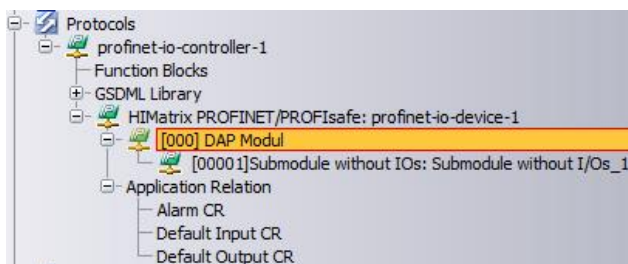 Protocols
profinet-io-controller-1
Function Blocks
GSDML Library
HIMatrix PROFINET/PROFIsafe: profinet-io-device-1
[000] DAP Modul
[00001]Submodule without IOs: Submodule without I/Os_1
Application Relation
Alarm CR
Default Input CR
Default Output CR